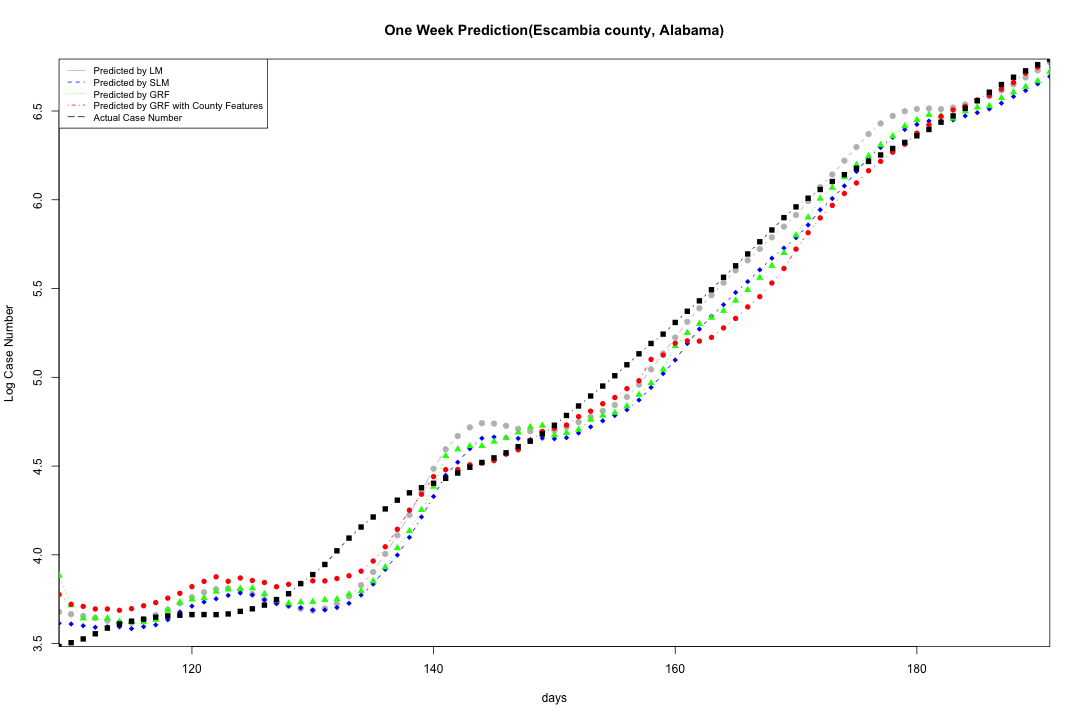 One Week Prediction(Escambia county, Alabama)
Predicted by LM
Predicted by SLM
Predicted by GRF
Predicted by GRF with County Features
Actual Case Number
Log Case Number
6.5
6.0
5.5
5.0
4.5
4.0
3.5
120 140 160 180
days